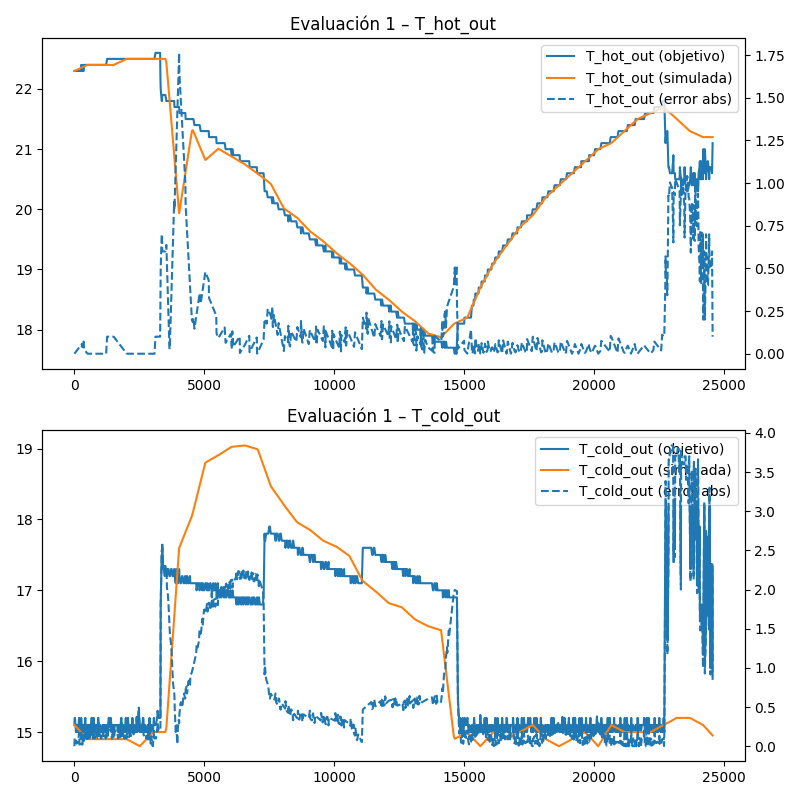 Evaluación 1 – T_hot_out
T_hot_out (objetivo)
T_hot_out (simulada)
T_hot_out (error abs)
22
21
20
19
18
1.75
1.50
1.25
1.00
0.75
0.50
0.25
0.00
0 5000 10000 15000 20000 25000
Evaluación 1 – T_cold_out
T_cold_out (objetivo)
T_cold_out (simulada)
T_cold_out (error abs)
19
18
17
16
15
4.0
3.5
3.0
2.5
2.0
1.5
1.0
0.5
0.0
0 5000 10000 15000 20000 25000